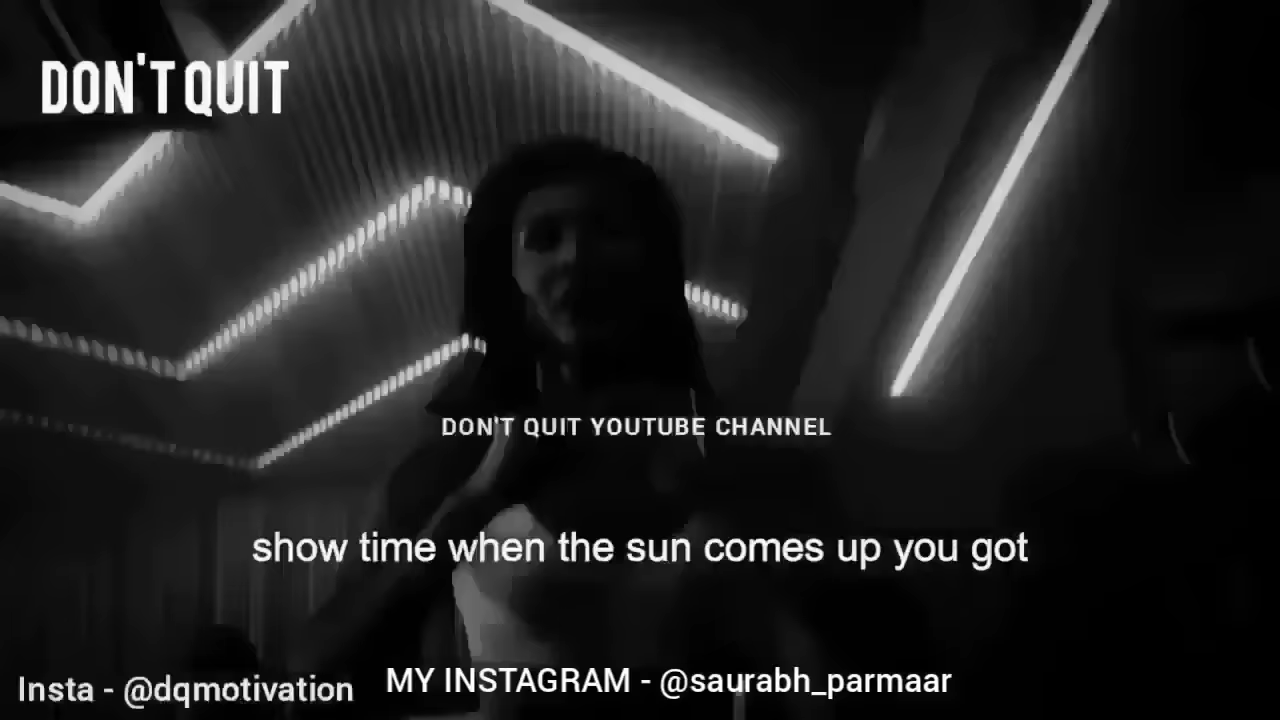 DON'T QUIT
DON'T QUIT YOUTUBE CHANNEL
show time when the sun comes up you got
Insta - @dqmotivation
MY INSTAGRAM - @saurabh_parmaar